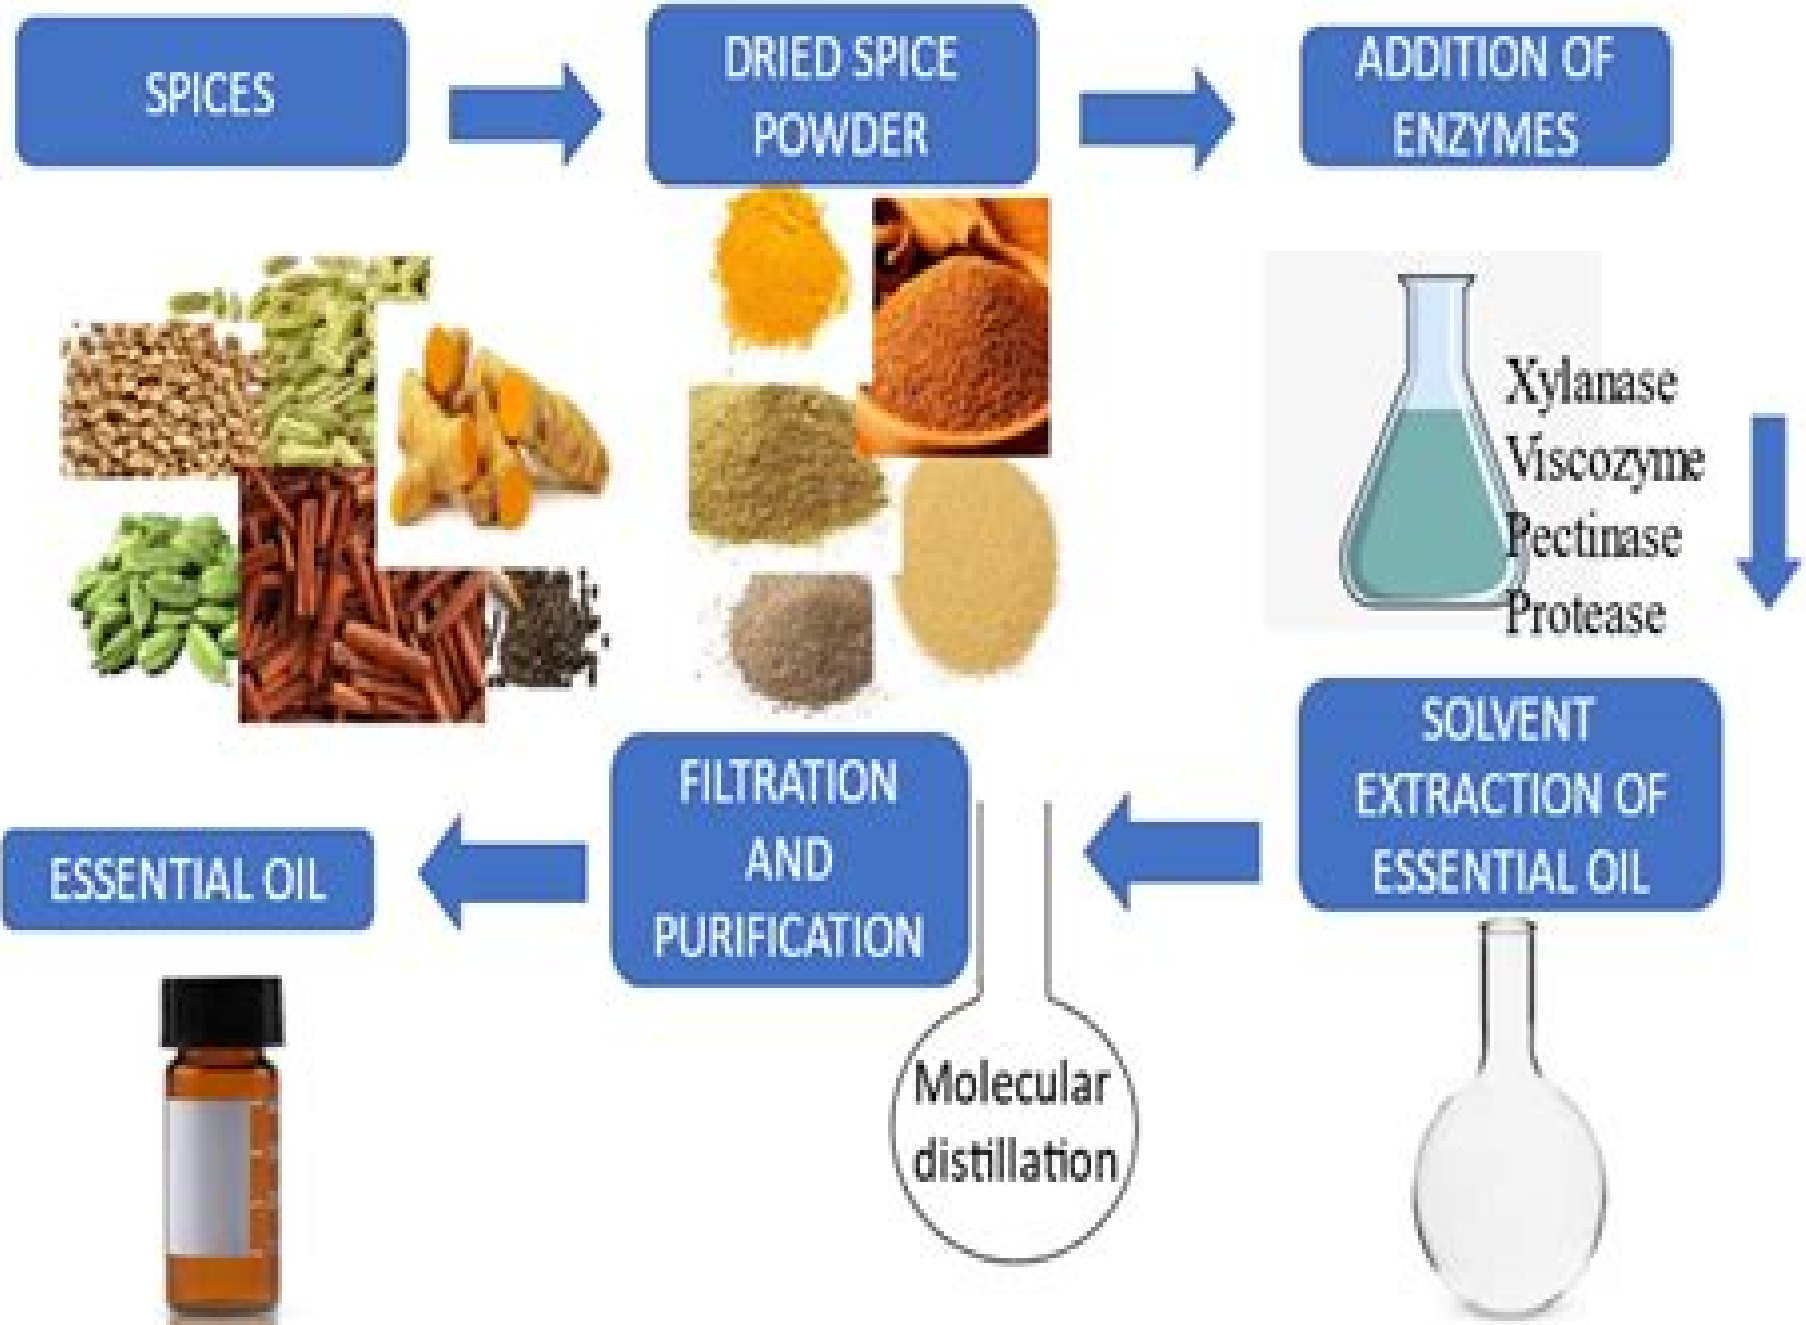 SPICES
DRIED SPICE
POWDER
ADDITION OF
ENZYMES
Xylanase
Viscozyme
Pectinase
Protease
SOLVENT
EXTRACTION OF
ESSENTIAL OIL
FILTRATION
AND
PURIFICATION
Molecular
distillation
ESSENTIAL OIL